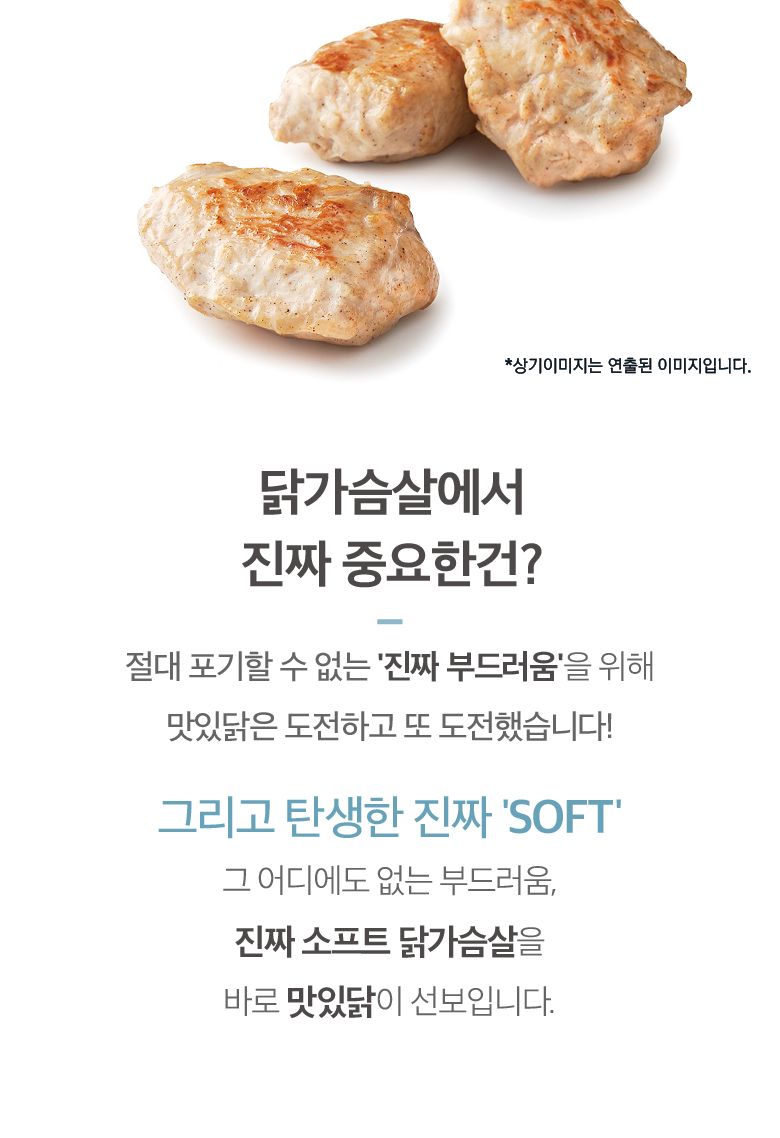 *상기이미지는 연출된 이미지입니다.
닭가슴살에서
진짜 중요한건?
절대 포기할 수 없는 '진짜 부드러움'을 위해
맛있닭은 도전하고 또 도전했습니다!
그리고 탄생한 진짜 'SOFT'
그 어디에도 없는 부드러움,
진짜 소프트 닭가슴살을
바로 맛있닭이 선보입니다.